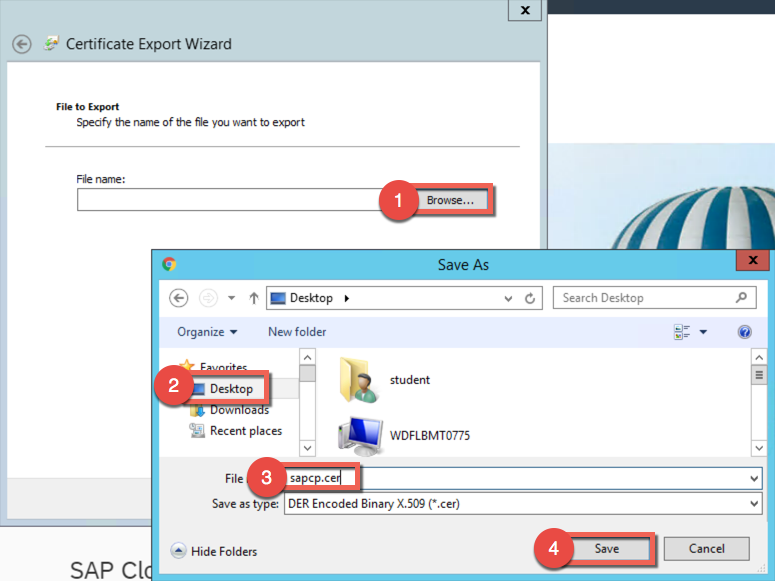 x
Certificate Export Wizard
File to Export
Specify the name of the file you want to export
File name:
1
Browse...
Save As
x
Desktop
Search Desktop
Organize
New folder
Favorites
2
Desktop
Downloads
Recent places
student
WDFLBMT0775
File
3
sapcp.cer
Save as type:
DER Encoded Binary X.509 (*.cer)
Hide Folders
4
Save
Cancel
SAP Clo